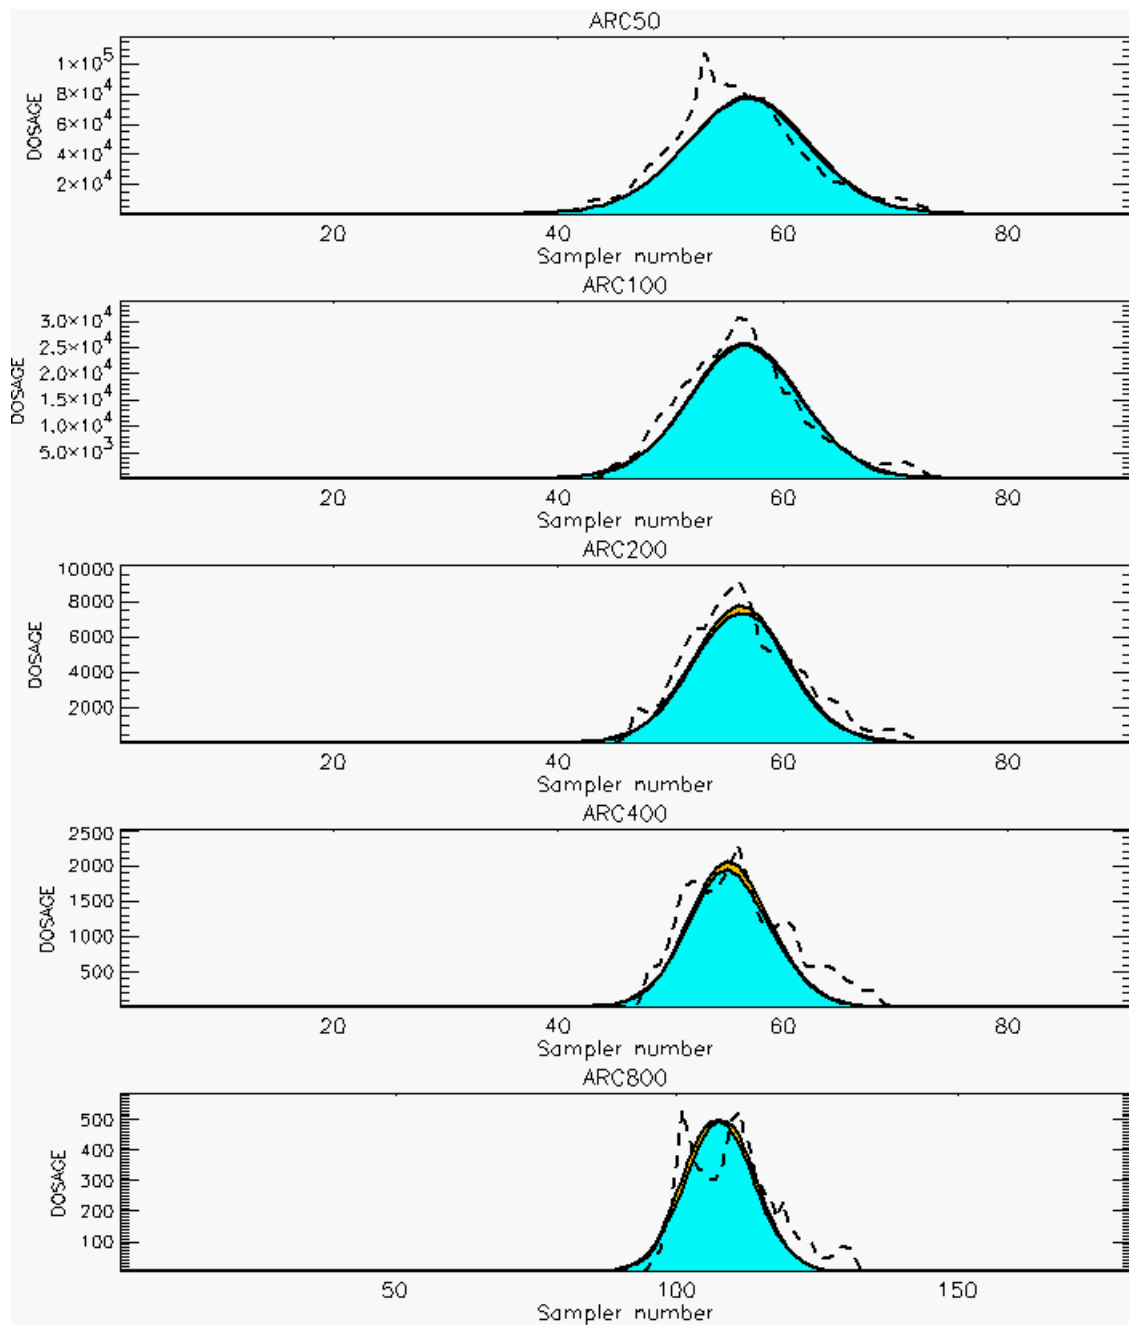 ARC50
1×10⁵
8×10⁴
6×10⁴
4×10⁴
2×10⁴
DOSAGE
20 40 60 80
Sampler number
ARC100
3.0×10⁴
2.5×10⁴
2.0×10⁴
1.5×10⁴
1.0×10⁴
5.0×10³
DOSAGE
20 40 60 80
Sampler number
ARC200
10000
8000
6000
4000
2000
DOSAGE
20 40 60 80
Sampler number
ARC400
2500
2000
1500
1000
500
DOSAGE
20 40 60 80
Sampler number
ARC800
500
400
300
200
100
DOSAGE
50 100 150
Sampler number